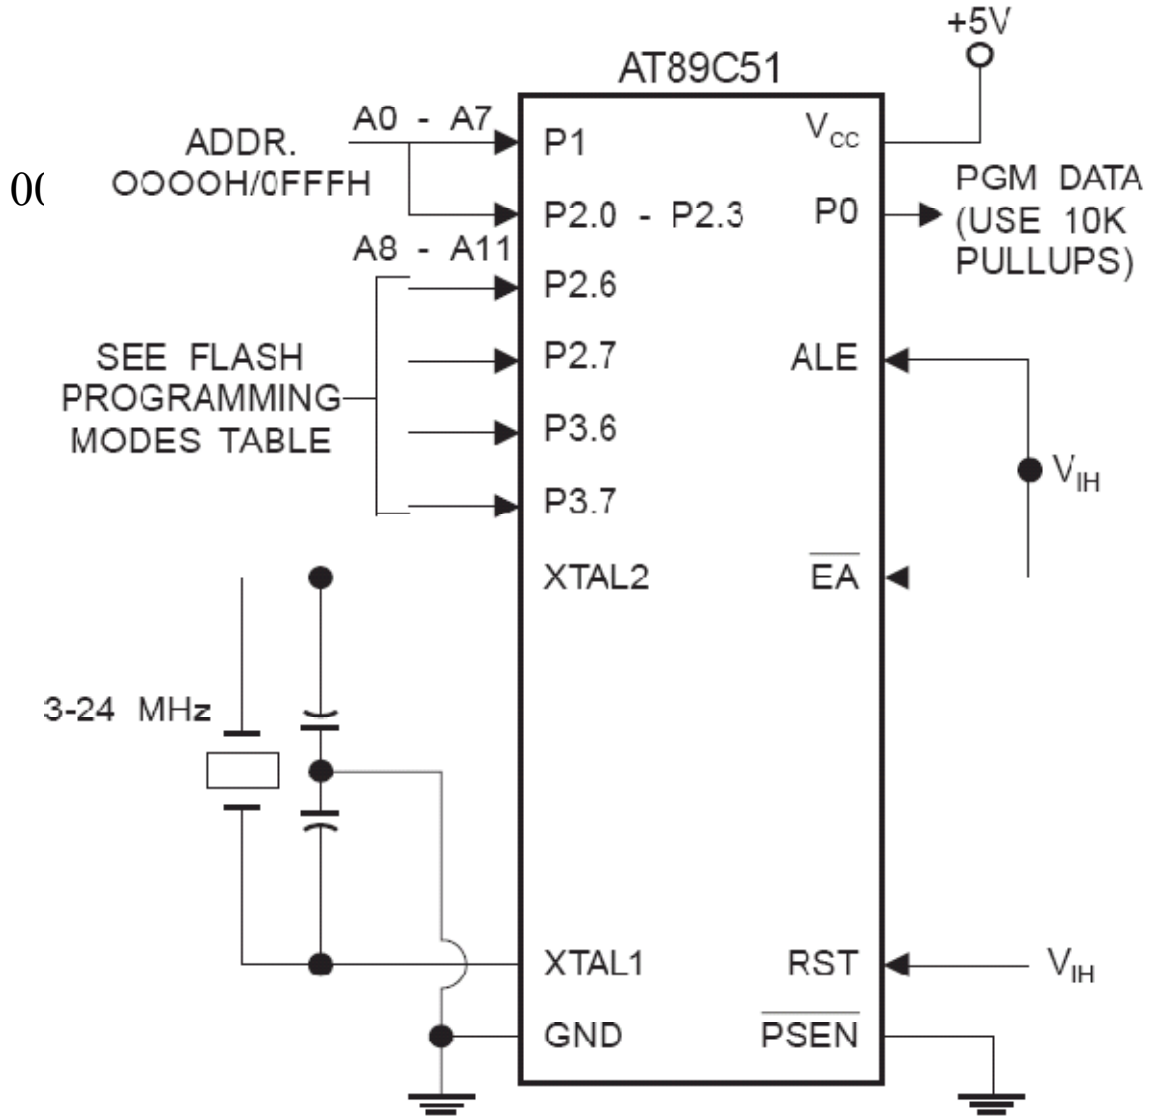 +5V
AT89C51
A0 - A7
ADDR.
OOOOH/0FFFH
P1
VCC
PGM DATA
(USE 10K
PULLUPS)
P2.0 - P2.3
P0
A8 - A11
P2.6
SEE FLASH
PROGRAMMING
MODES TABLE
P2.7
ALE
P3.6
VIH
P3.7
XTAL2
EA
3-24 MHz
XTAL1
RST
VIH
GND
PSEN